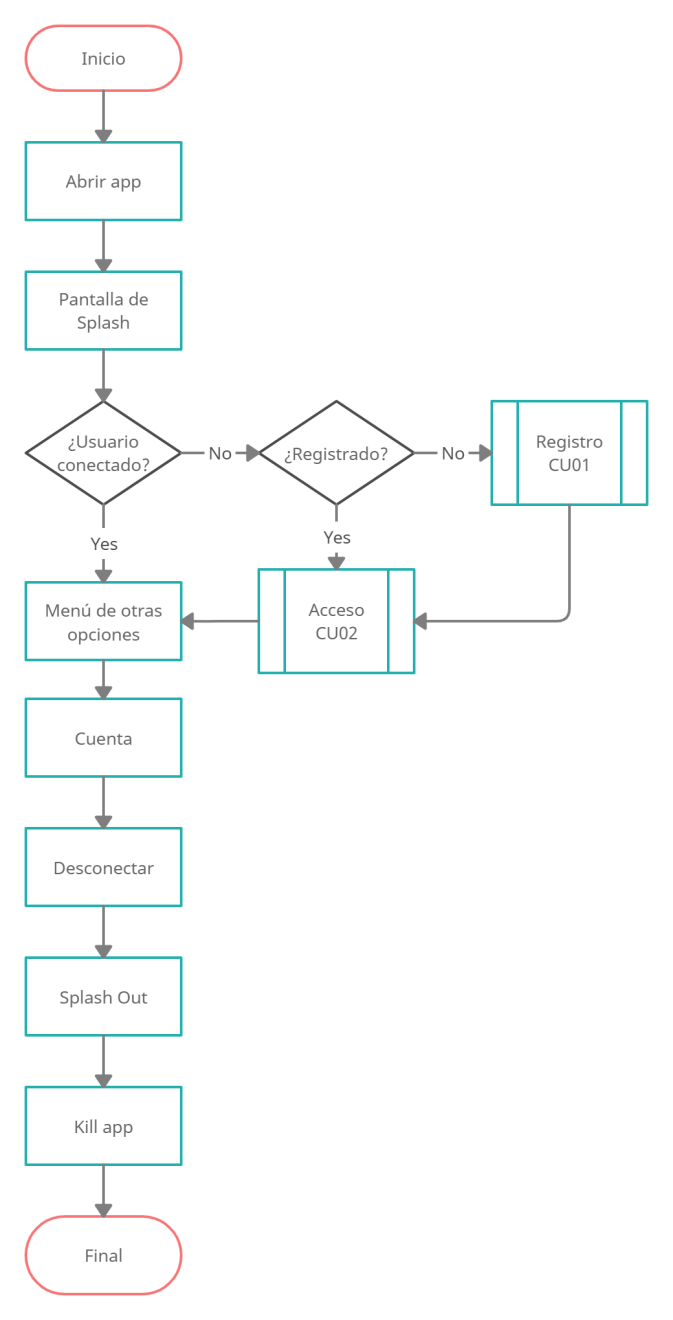 Inicio
Abrir app
Pantalla de
Splash
¿Usuario
conectado?
No
¿Registrado?
No
Registro
CU01
Yes
Yes
Menú de otras
opciones
Acceso
CU02
Cuenta
Desconectar
Splash Out
Kill app
Final